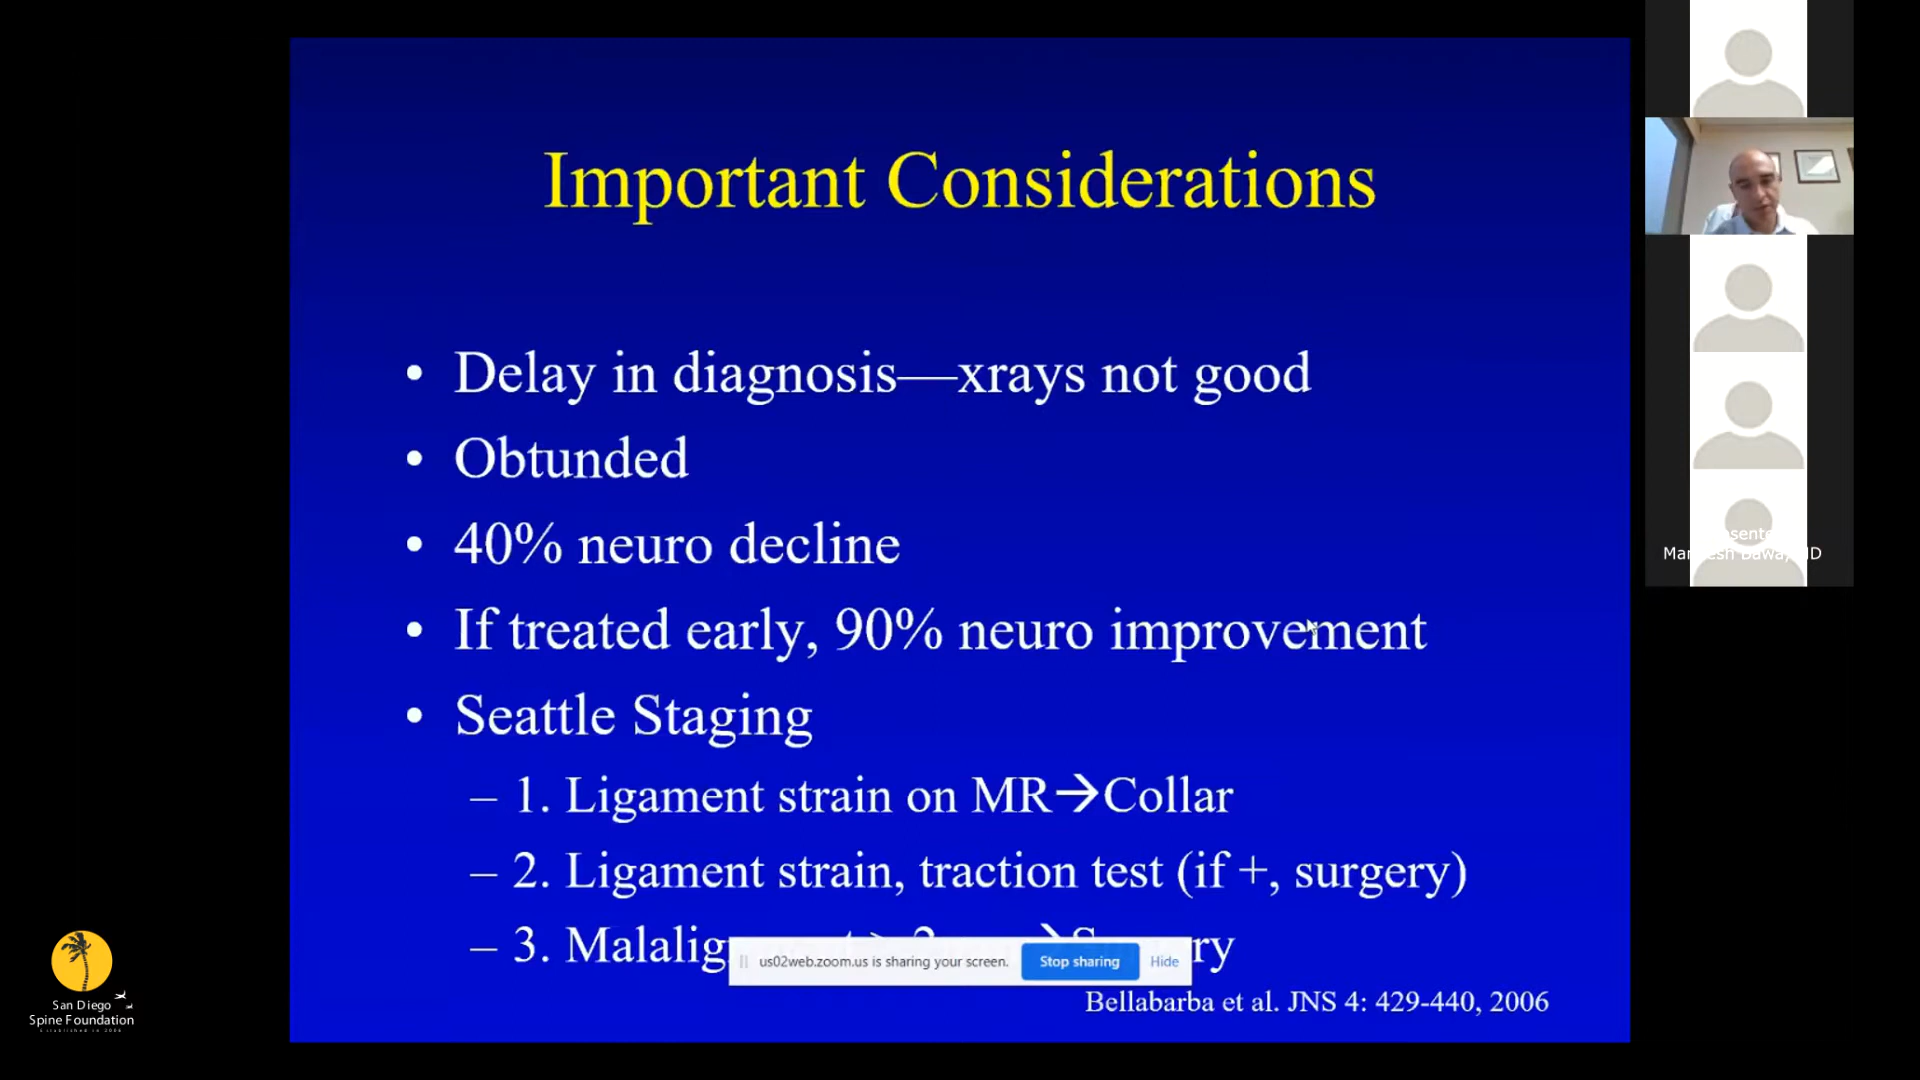 Important Considerations
• Delay in diagnosis—xrays not good
• Obtunded
• 40% neuro decline
• If treated early, 90% neuro improvement
• Seattle Staging
– 1. Ligament strain on MR→Collar
– 2. Ligament strain, traction test (if +, surgery)
– 3.
us02web.zoom.us is sharing your screen. Stop sharing Hide
Bellabarba et al. JNS 4: 429-440, 2006
San Diego
Spine Foundation